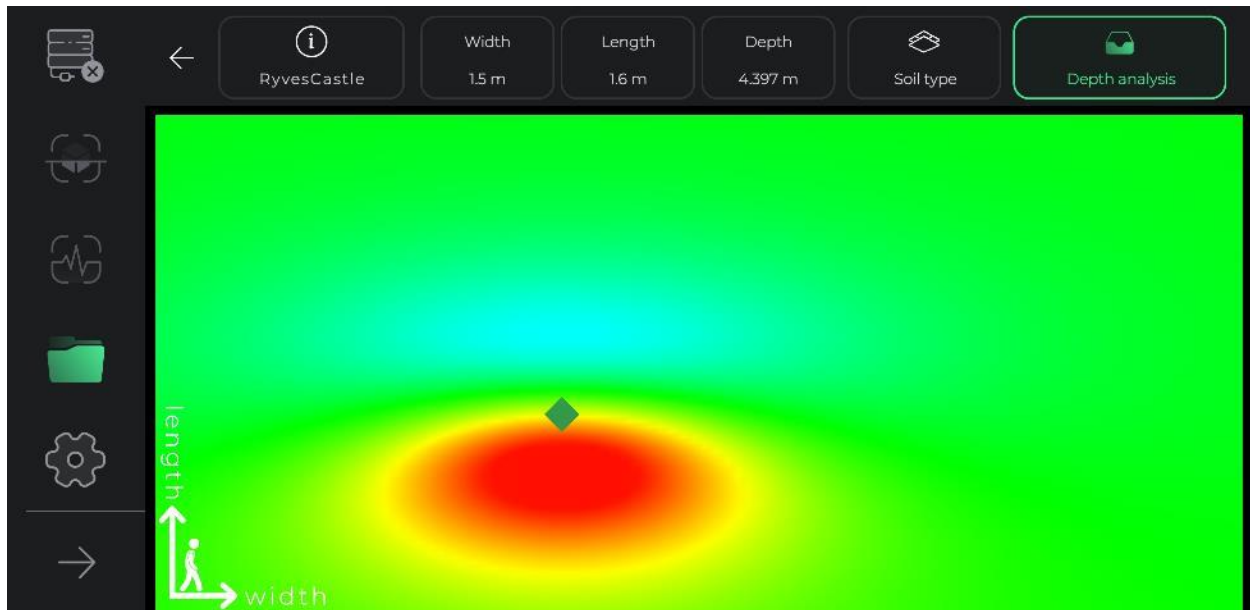 RyvesCastle
Width
1.5 m
Length
1.6 m
Depth
4.397 m
Soil type
Depth analysis
length
width